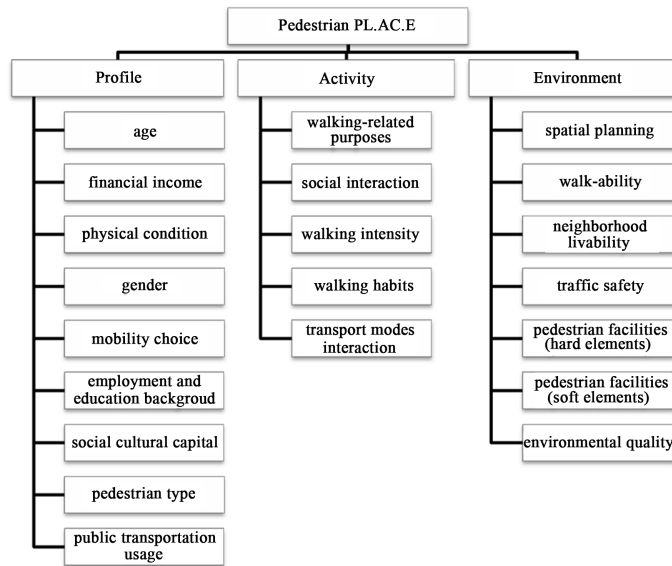 Pedestrian PL.AC.E
Profile
age
financial income
physical condition
gender
mobility choice
employment and
education backgroud
social cultural capital
pedestrian type
public transportation
usage
Activity
walking-related
purposes
social interaction
walking intensity
walking habits
transport modes
interaction
Environment
spatial planning
walk-ability
neighborhood
livability
traffic safety
pedestrian facilities
(hard elements)
pedestrian facilities
(soft elements)
environmental quality